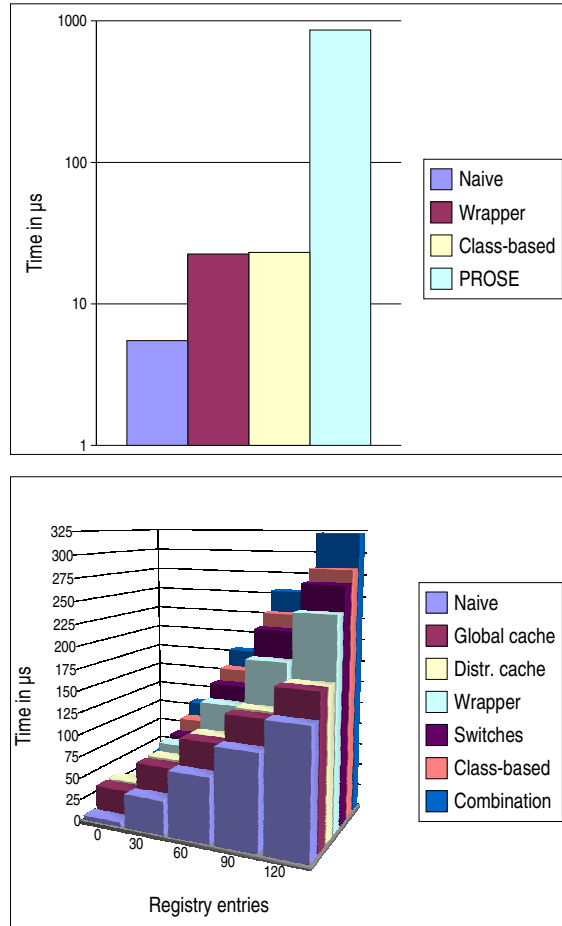 1000
100
10
1
Time in µs
Naive
Wrapper
Class-based
PROSE
325
300
275
250
225
200
175
150
125
100
75
50
25
0
Time in µs
0
30
60
90
120
Registry entries
Naive
Global cache
Distr. cache
Wrapper
Switches
Class-based
Combination